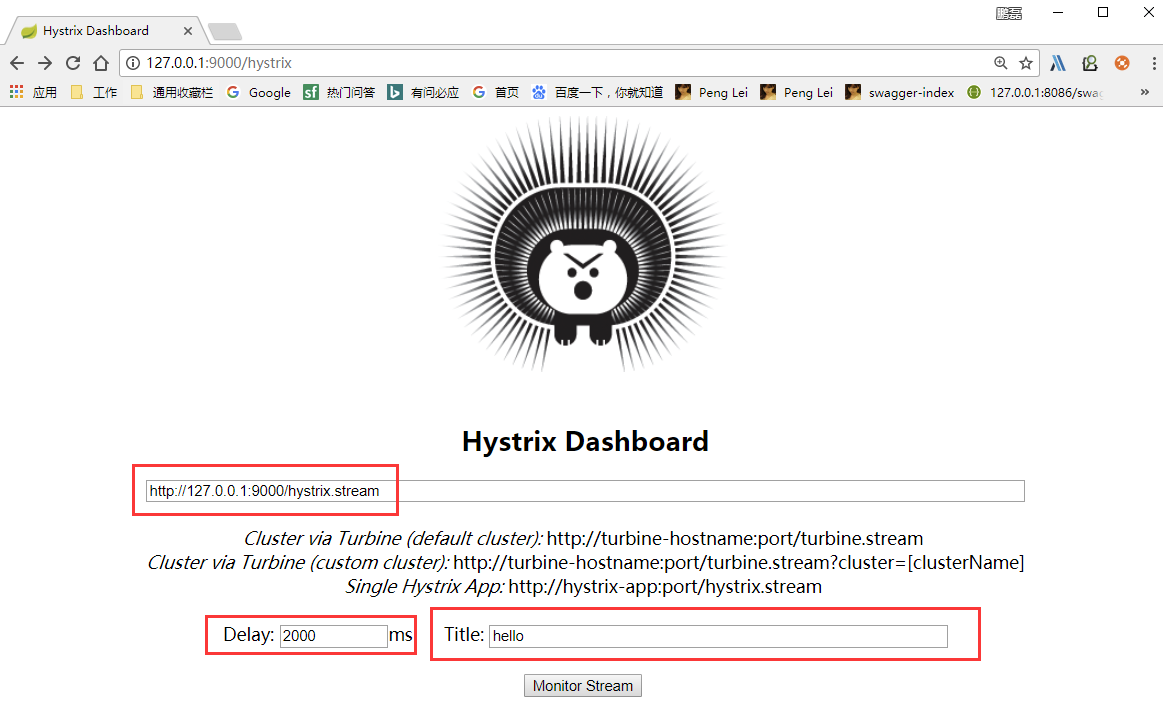 Hystrix Dashboard
鹏磊
127.0.0.1:9000/hystrix
应用 工作 通用收藏栏 Google 热门问答 有问必应 首页 百度一下，你就知道 Peng Lei Peng Lei swagger-index 127.0.0.1:8086/swag
Hystrix Dashboard
http://127.0.0.1:9000/hystrix.stream
Cluster via Turbine (default cluster): http://turbine-hostname:port/turbine.stream
Cluster via Turbine (custom cluster): http://turbine-hostname:port/turbine.stream?cluster=[clusterName]
Single Hystrix App: http://hystrix-app:port/hystrix.stream
Delay: 2000 ms Title: hello
Monitor Stream